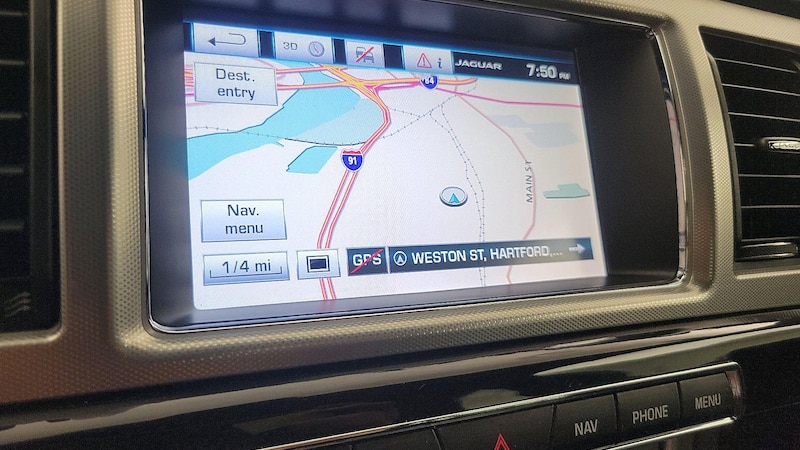 3D
i
JAGUAR
7:50 PM
Dest.
entry
84
91
MAIN ST
Nav.
menu
1/4 mi
GPS
WESTON ST, HARTFORD,...
NAV
PHONE
MENU